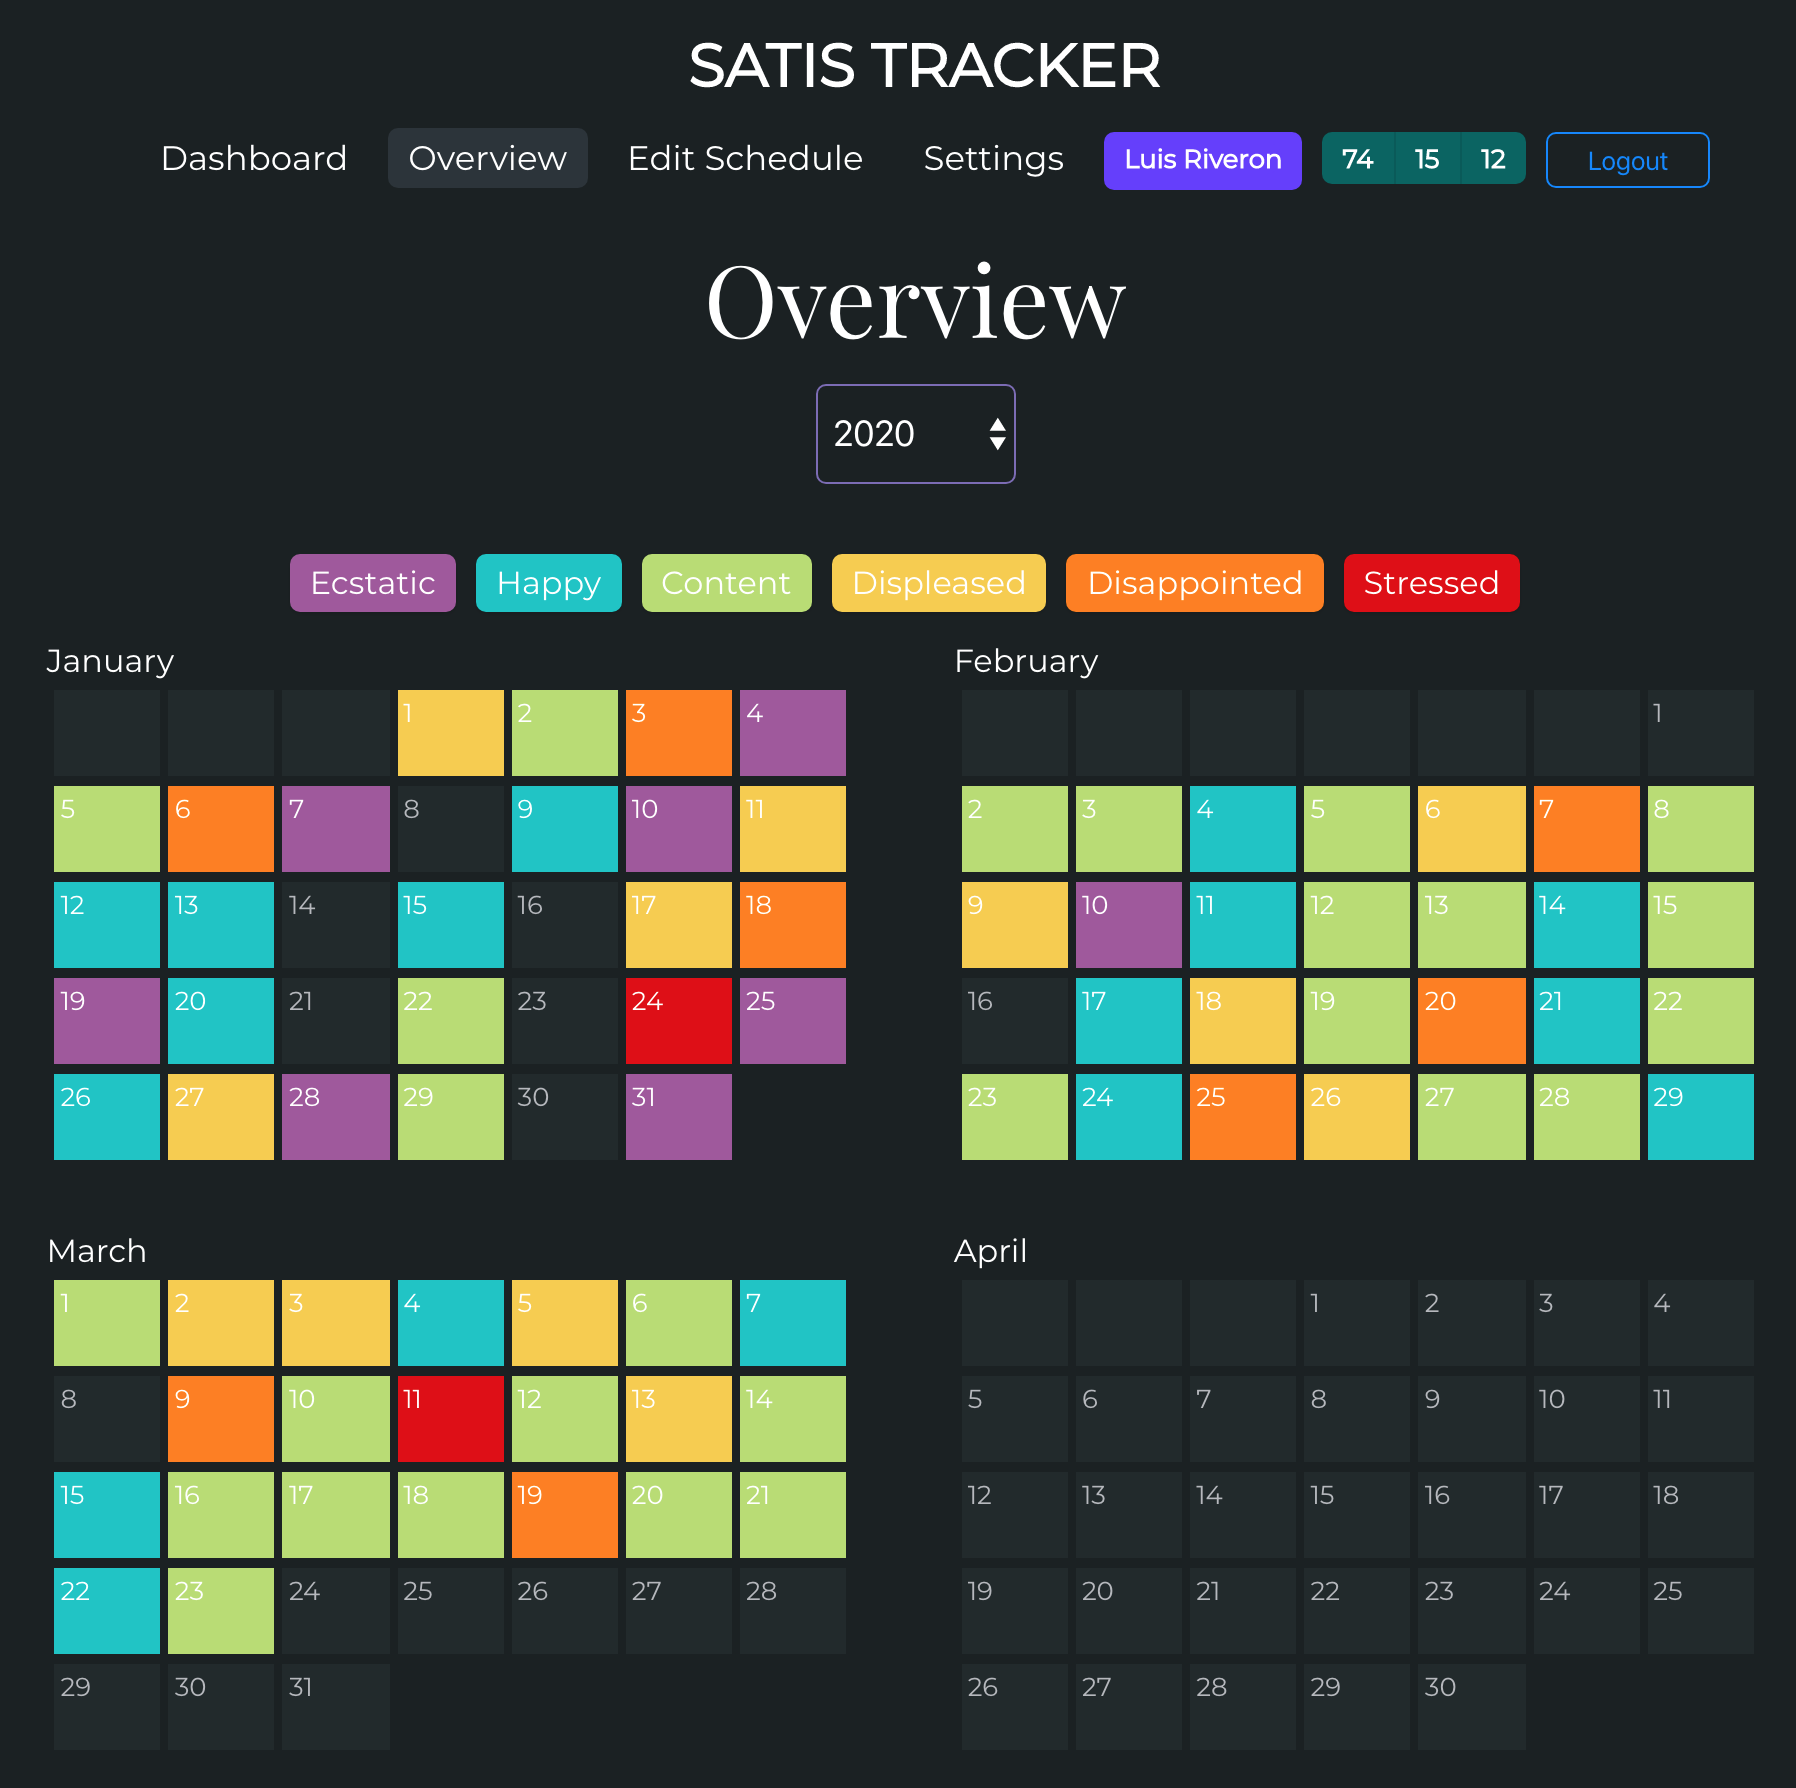 SATIS TRACKER
Dashboard Overview Edit Schedule Settings Luis Riveron 74 15 12 Logout
Overview
2020
Ecstatic Happy Content Displeased Disappointed Stressed
January
1 2 3 4
5 6 7 8 9 10 11
12 13 14 15 16 17 18
19 20 21 22 23 24 25
26 27 28 29 30 31
February
1
2 3 4 5 6 7 8
9 10 11 12 13 14 15
16 17 18 19 20 21 22
23 24 25 26 27 28 29
March
1 2 3 4 5 6 7
8 9 10 11 12 13 14
15 16 17 18 19 20 21
22 23 24 25 26 27 28
29 30 31
April
1 2 3 4
5 6 7 8 9 10 11
12 13 14 15 16 17 18
19 20 21 22 23 24 25
26 27 28 29 30